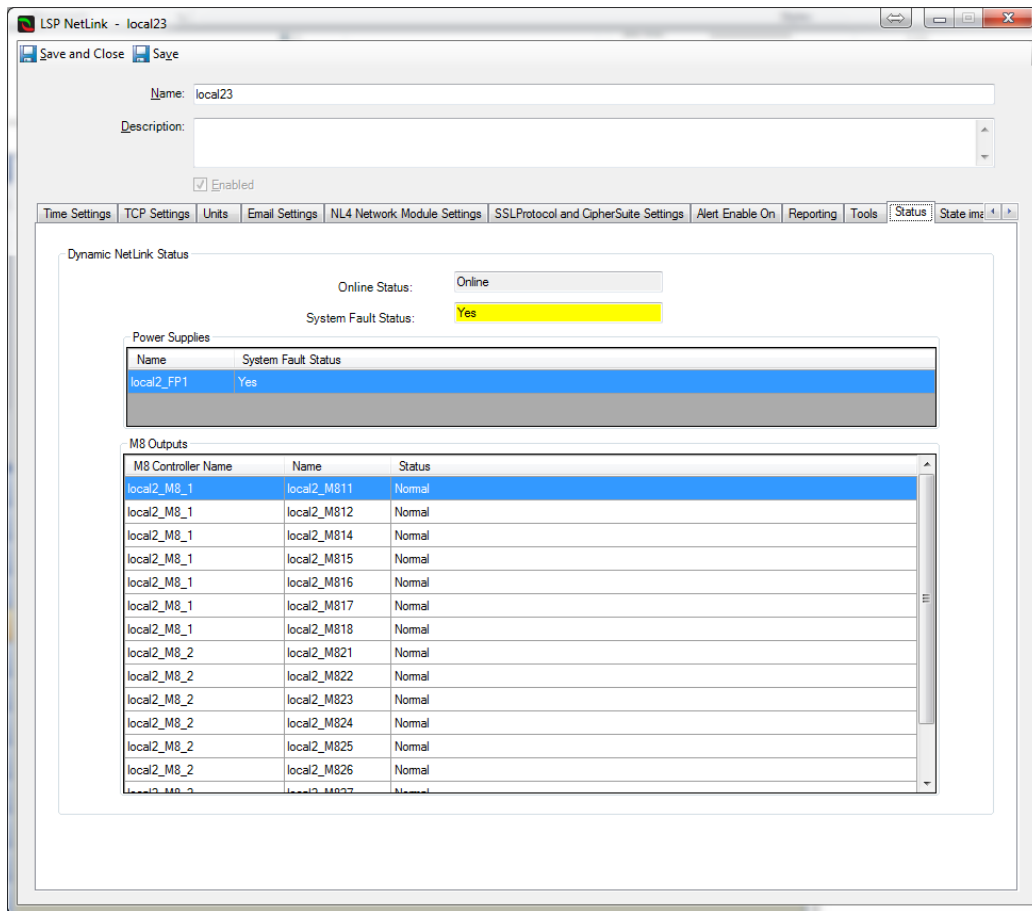 LSP NetLink - local23
Save and Close Save
Name: local23
Description:
Enabled
Time Settings TCP Settings Units Email Settings NL4 Network Module Settings SSLProtocol and CipherSuite Settings Alert Enable On Reporting Tools Status State ima
Dynamic NetLink Status
Online Status: Online
System Fault Status: Yes
Power Supplies
Name System Fault Status
local2_FP1 Yes
M8 Outputs
M8 Controller Name Name Status
local2_M8_1 local2_M811 Normal
local2_M8_1 local2_M812 Normal
local2_M8_1 local2_M814 Normal
local2_M8_1 local2_M815 Normal
local2_M8_1 local2_M816 Normal
local2_M8_1 local2_M817 Normal
local2_M8_1 local2_M818 Normal
local2_M8_2 local2_M821 Normal
local2_M8_2 local2_M822 Normal
local2_M8_2 local2_M823 Normal
local2_M8_2 local2_M824 Normal
local2_M8_2 local2_M825 Normal
local2_M8_2 local2_M826 Normal
local2_M8_2 local2_M827 Normal